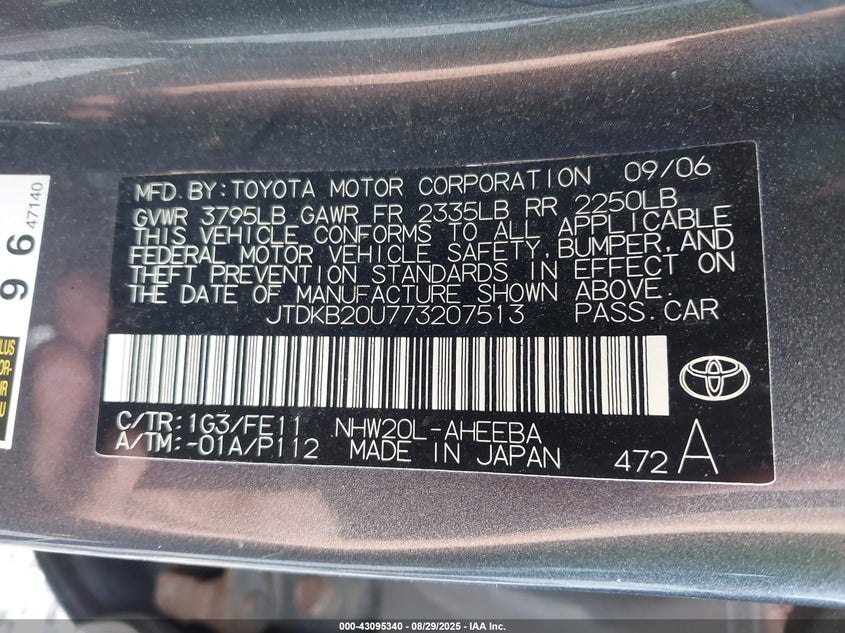 MFD. BY: TOYOTA MOTOR CORPORATION 09/06
GVWR 3795LB GAWR FR 2335LB RR 2250LB
THIS VEHICLE CONFORMS TO ALL APPLICABLE
FEDERAL MOTOR VEHICLE SAFETY, BUMPER, AND
THEFT PREVENTION STANDARDS IN EFFECT ON
THE DATE OF MANUFACTURE SHOWN ABOVE.
JTDKB20U773207513 PASS. CAR
C/TR: 1G3/FE11 NHW20L-AHEEBA
A/TM: -01A/P112 MADE IN JAPAN 472 A
96
47140
000-43095340 - 08/29/2025 - IAA Inc.